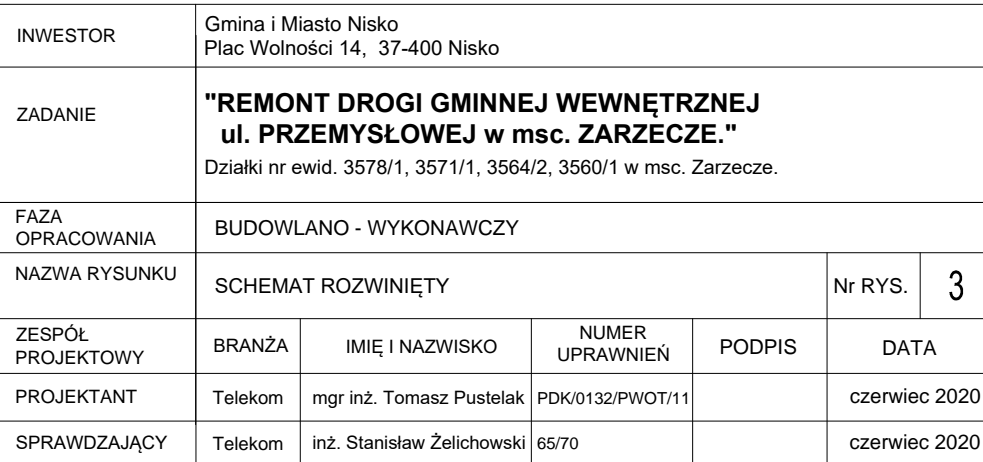 INWESTOR
Gmina i Miasto Nisko
Plac Wolności 14, 37-400 Nisko
ZADANIE
"REMONT DROGI GMINNEJ WEWNĘTRZNEJ
ul. PRZEMYSŁOWEJ w msc. ZARZECZE."
Działki nr ewid. 3578/1, 3571/1, 3564/2, 3560/1 w msc. Zarzecze.
FAZA
OPRACOWANIA
BUDOWLANO - WYKONAWCZY
NAZWA RYSUNKU
SCHEMAT ROZWINIĘTY
Nr RYS.
3
ZESPÓŁ
PROJEKTOWY
BRANŻA
IMIĘ I NAZWISKO
NUMER
UPRAWNIEŃ
PODPIS
DATA
PROJEKTANT
Telekom
mgr inż. Tomasz Pustelak
PDK/0132/PWOT/11
czerwiec 2020
SPRAWDZAJĄCY
Telekom
inż. Stanisław Żelichowski
65/70
czerwiec 2020